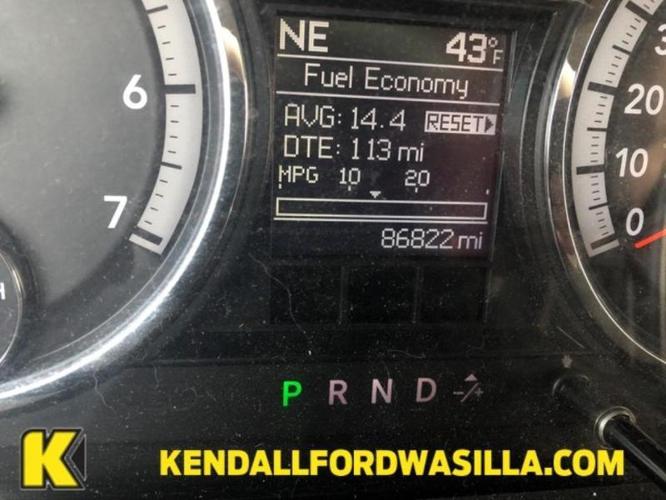 NE 43°F
Fuel Economy
AVG: 14.4 RESET
DTE: 113 mi
MPG 10 20
86822 mi
6
7
20
10
0
H
P R N D -/+
K KENDALLFORDWASILLA.COM